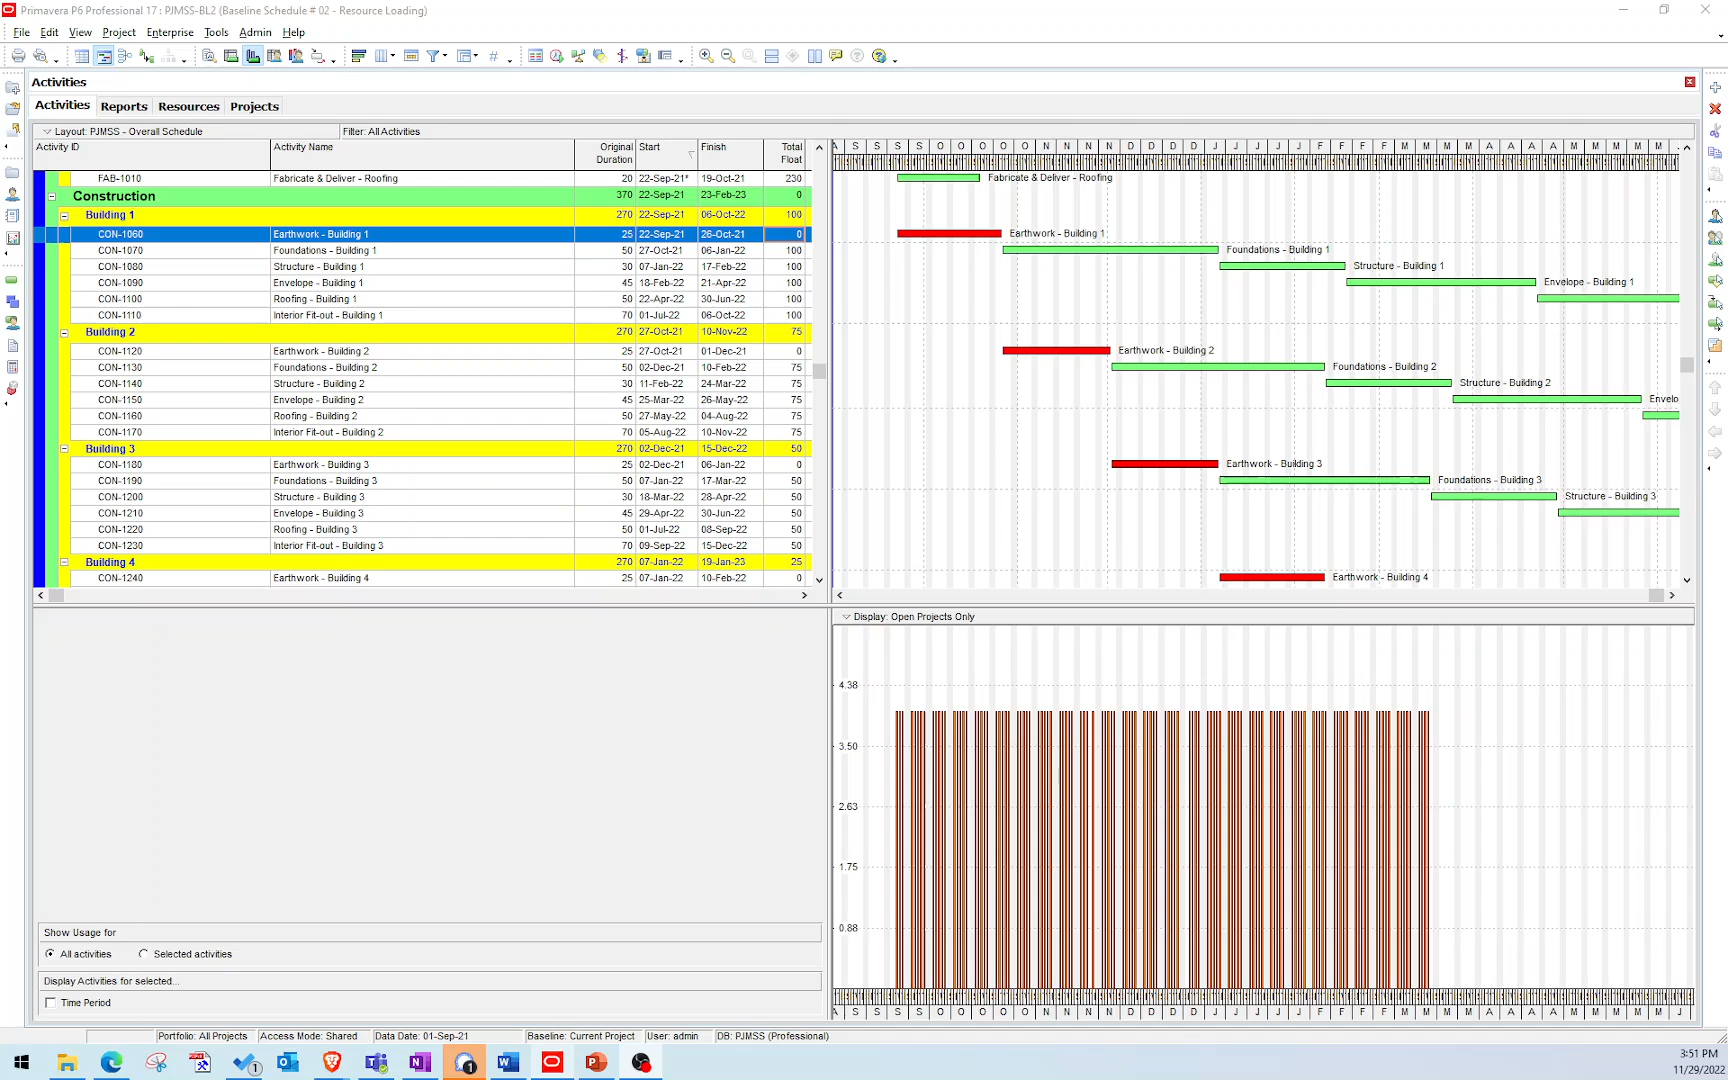 Primavera P6 Professional 17 : PJMSS-BL2 (Baseline Schedule # 02 - Resource Loading)
File Edit View Project Enterprise Tools Admin Help
Activities
Activities Reports Resources Projects
Layout: PJMSS - Overall Schedule Filter: All Activities
Activity ID Activity Name Original Duration Start Finish Total Float
A S S S S O O O O N N N N D D D D J J J J F F F F M M M M A A A A M M M M M J
FAB-1010 Fabricate & Deliver - Roofing 20 22-Sep-21* 19-Oct-21 230 Fabricate & Deliver - Roofing
Construction 370 22-Sep-21 23-Feb-23 0
Building 1 270 22-Sep-21 06-Oct-22 100
CON-1060 Earthwork - Building 1 25 22-Sep-21 26-Oct-21 0 Earthwork - Building 1
CON-1070 Foundations - Building 1 50 27-Oct-21 06-Jan-22 100 Foundations - Building 1
CON-1080 Structure - Building 1 30 07-Jan-22 17-Feb-22 100 Structure - Building 1
CON-1090 Envelope - Building 1 45 18-Feb-22 21-Apr-22 100 Envelope - Building 1
CON-1100 Roofing - Building 1 50 22-Apr-22 30-Jun-22 100
CON-1110 Interior Fit-out - Building 1 70 01-Jul-22 06-Oct-22 100
Building 2 270 27-Oct-21 10-Nov-22 75
CON-1120 Earthwork - Building 2 25 27-Oct-21 01-Dec-21 0 Earthwork - Building 2
CON-1130 Foundations - Building 2 50 02-Dec-21 10-Feb-22 75 Foundations - Building 2
CON-1140 Structure - Building 2 30 11-Feb-22 24-Mar-22 75 Structure - Building 2
CON-1150 Envelope - Building 2 45 25-Mar-22 26-May-22 75 Envelo
CON-1160 Roofing - Building 2 50 27-May-22 04-Aug-22 75
CON-1170 Interior Fit-out - Building 2 70 05-Aug-22 10-Nov-22 75
Building 3 270 02-Dec-21 15-Dec-22 50
CON-1180 Earthwork - Building 3 25 02-Dec-21 06-Jan-22 0 Earthwork - Building 3
CON-1190 Foundations - Building 3 50 07-Jan-22 17-Mar-22 50 Foundations - Building 3
CON-1200 Structure - Building 3 30 18-Mar-22 28-Apr-22 50 Structure - Building 3
CON-1210 Envelope - Building 3 45 29-Apr-22 30-Jun-22 50
CON-1220 Roofing - Building 3 50 01-Jul-22 08-Sep-22 50
CON-1230 Interior Fit-out - Building 3 70 09-Sep-22 15-Dec-22 50
Building 4 270 07-Jan-22 19-Jan-23 25
CON-1240 Earthwork - Building 4 25 07-Jan-22 10-Feb-22 0 Earthwork - Building 4
Display: Open Projects Only
4.38
3.50
2.63
1.75
0.88
Show Usage for
All activities Selected activities
Display Activities for selected...
Time Period
A S S S S O O O O N N N N D D D D J J J J F F F F M M M M A A A A M M M M M J
Portfolio: All Projects Access Mode: Shared Data Date: 01-Sep-21 Baseline: Current Project User: admin DB: PJMSS (Professional)
3:51 PM
11/29/2022